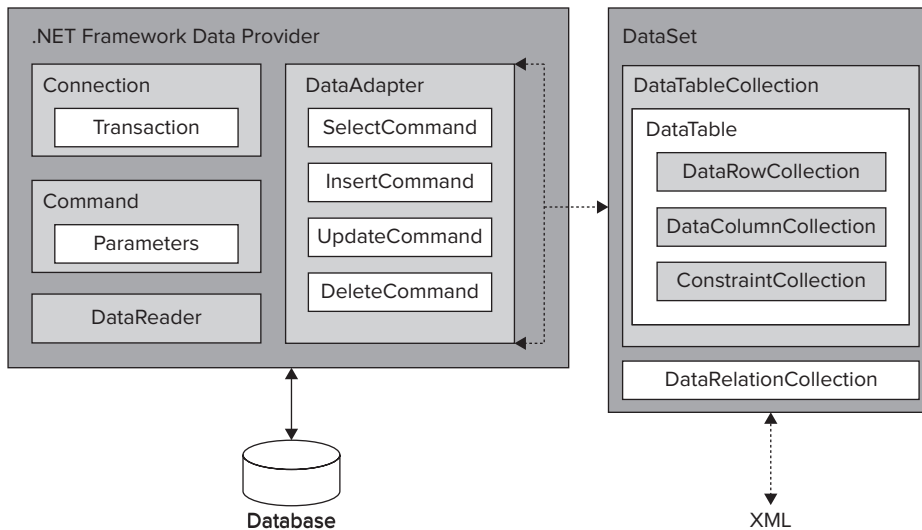 .NET Framework Data Provider
Connection
Transaction
Command
Parameters
DataReader
DataAdapter
SelectCommand
InsertCommand
UpdateCommand
DeleteCommand
Database
DataSet
DataTableCollection
DataTable
DataRowCollection
DataColumnCollection
ConstraintCollection
DataRelationCollection
XML